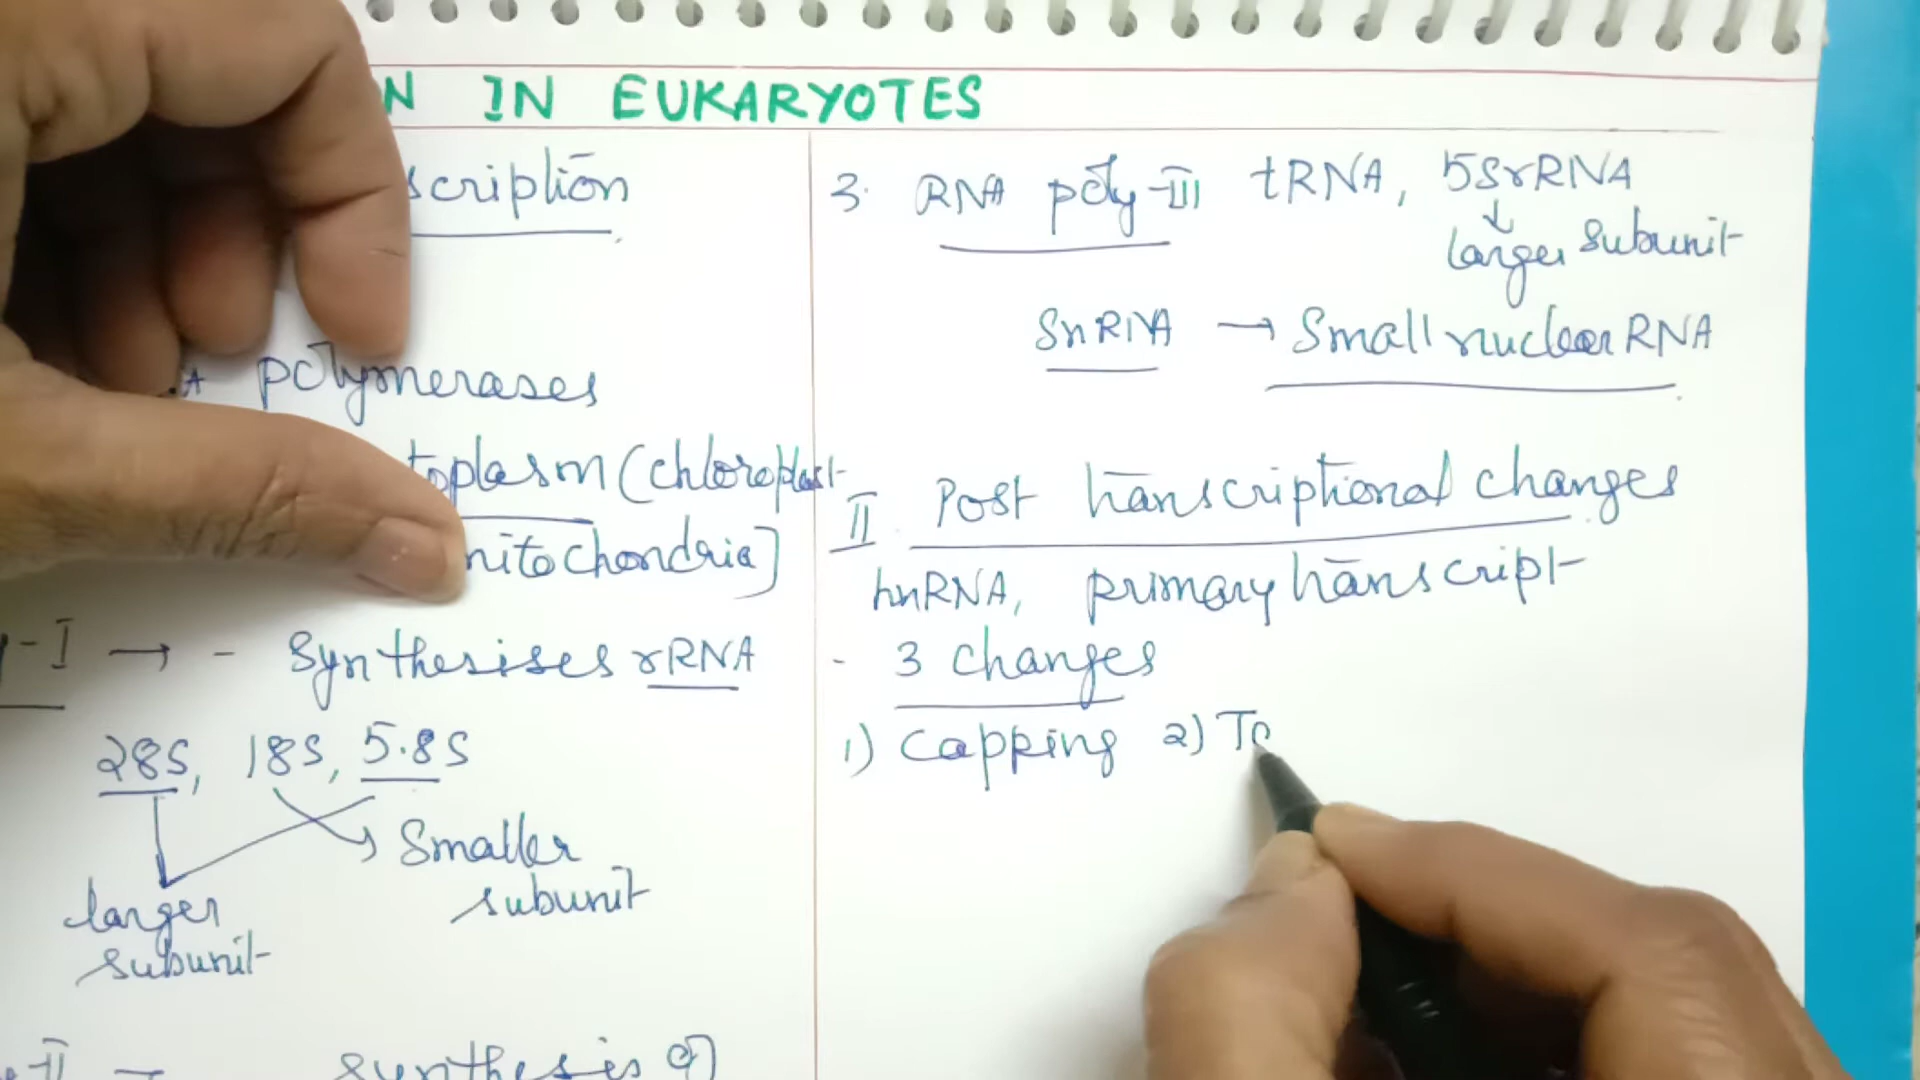 N IN EUKARYOTES
scription
polymerases
toplasm (chloroplast
mitochondria]
-I → - Synthesises rRNA
28S, 18S, 5.8S
Smaller
subunit
larger
subunit
-II → synthesis of
3. RNA poly-III tRNA, 5SrRNA
↓
larger subunit
SnRNA → Small nuclear RNA
II Post transcriptional changes
hnRNA, primary transcript
- 3 changes
1) Capping 2) Ta